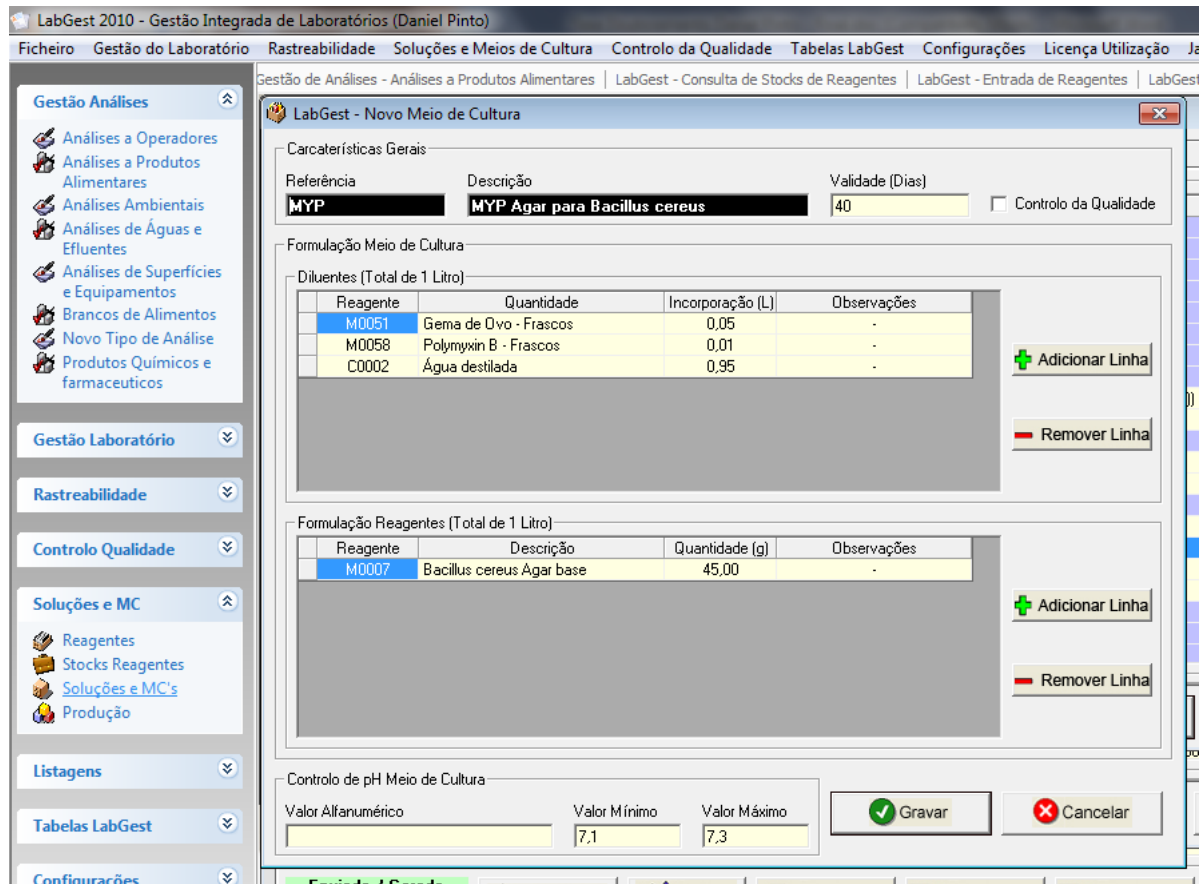 LabGest 2010 - Gestão Integrada de Laboratórios (Daniel Pinto)
Ficheiro Gestão do Laboratório Rastreabilidade Soluções e Meios de Cultura Controlo da Qualidade Tabelas LabGest Configurações Licença Utilização
Gestão de Análises - Análises a Produtos Alimentares | LabGest - Consulta de Stocks de Reagentes | LabGest - Entrada de Reagentes |
Gestão Análises
Análises a Operadores
Análises a Produtos
Alimentares
Análises Ambientais
Análises de Águas e
Efluentes
Análises de Superfícies
e Equipamentos
Brancos de Alimentos
Novo Tipo de Análise
Produtos Químicos e
farmaceuticos
Gestão Laboratório
Rastreabilidade
Controlo Qualidade
Soluções e MC
Reagentes
Stocks Reagentes
Soluções e MC's
Produção
Listagens
Tabelas LabGest
Configurações
LabGest - Novo Meio de Cultura
Carcaterísticas Gerais
Referência Descrição Validade (Dias)
MYP MYP Agar para Bacillus cereus 40 Controlo da Qualidade
Formulação Meio de Cultura
Diluentes (Total de 1 Litro)
Reagente Quantidade Incorporação (L) Observações
M0051 Gema de Ovo - Frascos 0,05 -
M0058 Polymyxin B - Frascos 0,01 -
C0002 Água destilada 0,95 -
Adicionar Linha
Remover Linha
Formulação Reagentes (Total de 1 Litro)
Reagente Descrição Quantidade (g) Observações
M0007 Bacillus cereus Agar base 45,00 -
Adicionar Linha
Remover Linha
Controlo de pH Meio de Cultura
Valor Alfanumérico Valor Mínimo Valor Máximo
7,1 7,3
Gravar Cancelar